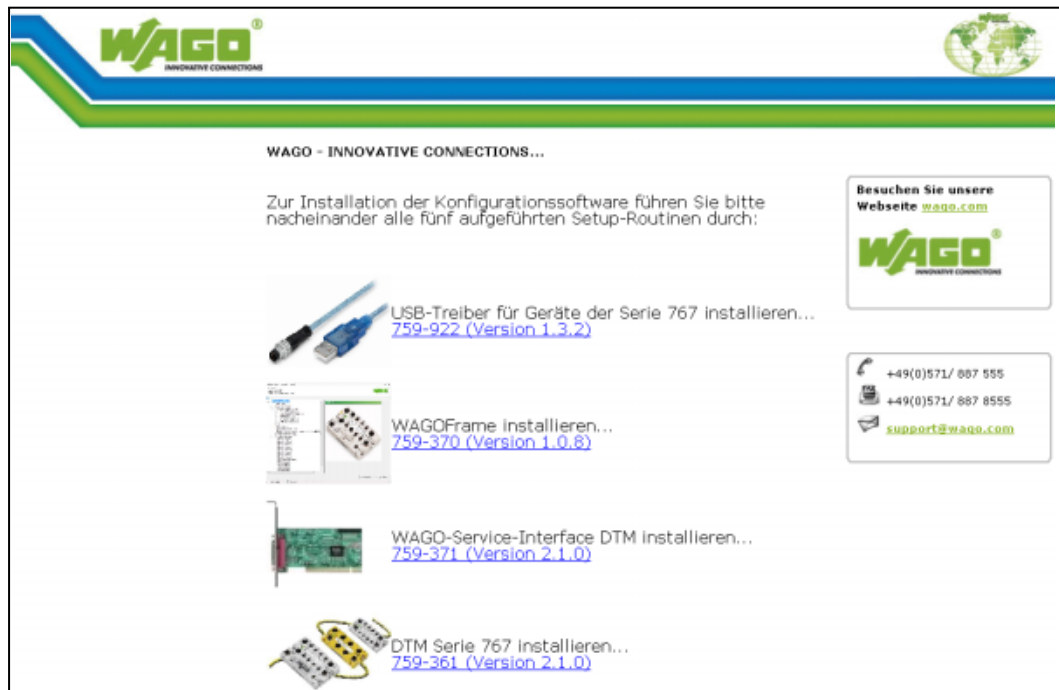 WAGO®
INNOVATIVE CONNECTIONS
WAGO
WAGO - INNOVATIVE CONNECTIONS...
Zur Installation der Konfigurationssoftware führen Sie bitte
nacheinander alle fünf aufgeführten Setup-Routinen durch:
USB-Treiber für Geräte der Serie 767 installieren...
759-922 (Version 1.3.2)
WAGOFrame installieren...
759-370 (Version 1.0.8)
WAGO-Service-Interface DTM installieren...
759-371 (Version 2.1.0)
DTM Serie 767 installieren...
759-361 (Version 2.1.0)
Besuchen Sie unsere
Webseite wago.com
WAGO®
INNOVATIVE CONNECTIONS
+49(0)571/ 887 555
+49(0)571/ 887 8555
support@wago.com